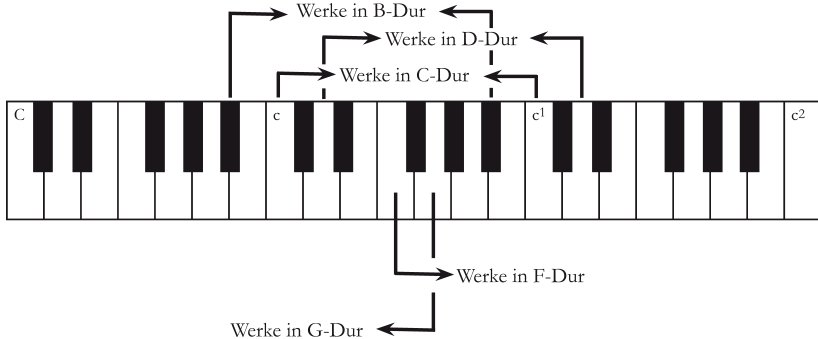 Werke in B-Dur
Werke in D-Dur
Werke in C-Dur
C c c1 c2
Werke in F-Dur
Werke in G-Dur